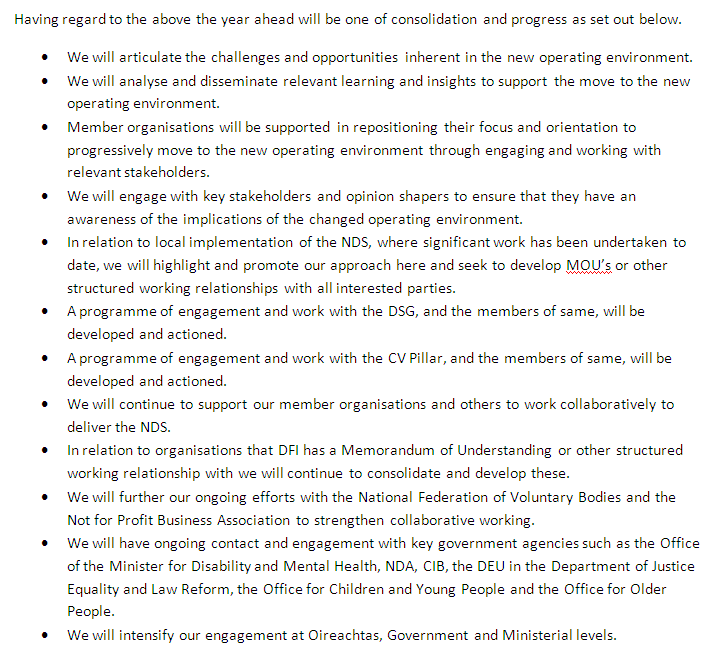 Having regard to the above the year ahead will be one of consolidation and progress as set out below.
• We will articulate the challenges and opportunities inherent in the new operating environment.
• We will analyse and disseminate relevant learning and insights to support the move to the new
operating environment.
• Member organisations will be supported in repositioning their focus and orientation to
progressively move to the new operating environment through engaging and working with
relevant stakeholders.
• We will engage with key stakeholders and opinion shapers to ensure that they have an
awareness of the implications of the changed operating environment.
• In relation to local implementation of the NDS, where significant work has been undertaken to
date, we will highlight and promote our approach here and seek to develop MOU's or other
structured working relationships with all interested parties.
• A programme of engagement and work with the DSG, and the members of same, will be
developed and actioned.
• A programme of engagement and work with the CV Pillar, and the members of same, will be
developed and actioned.
• We will continue to support our member organisations and others to work collaboratively to
deliver the NDS.
• In relation to organisations that DFI has a Memorandum of Understanding or other structured
working relationship with we will continue to consolidate and develop these.
• We will further our ongoing efforts with the National Federation of Voluntary Bodies and the
Not for Profit Business Association to strengthen collaborative working.
• We will have ongoing contact and engagement with key government agencies such as the Office
of the Minister for Disability and Mental Health, NDA, CIB, the DEU in the Department of Justice
Equality and Law Reform, the Office for Children and Young People and the Office for Older
People.
• We will intensify our engagement at Oireachtas, Government and Ministerial levels.